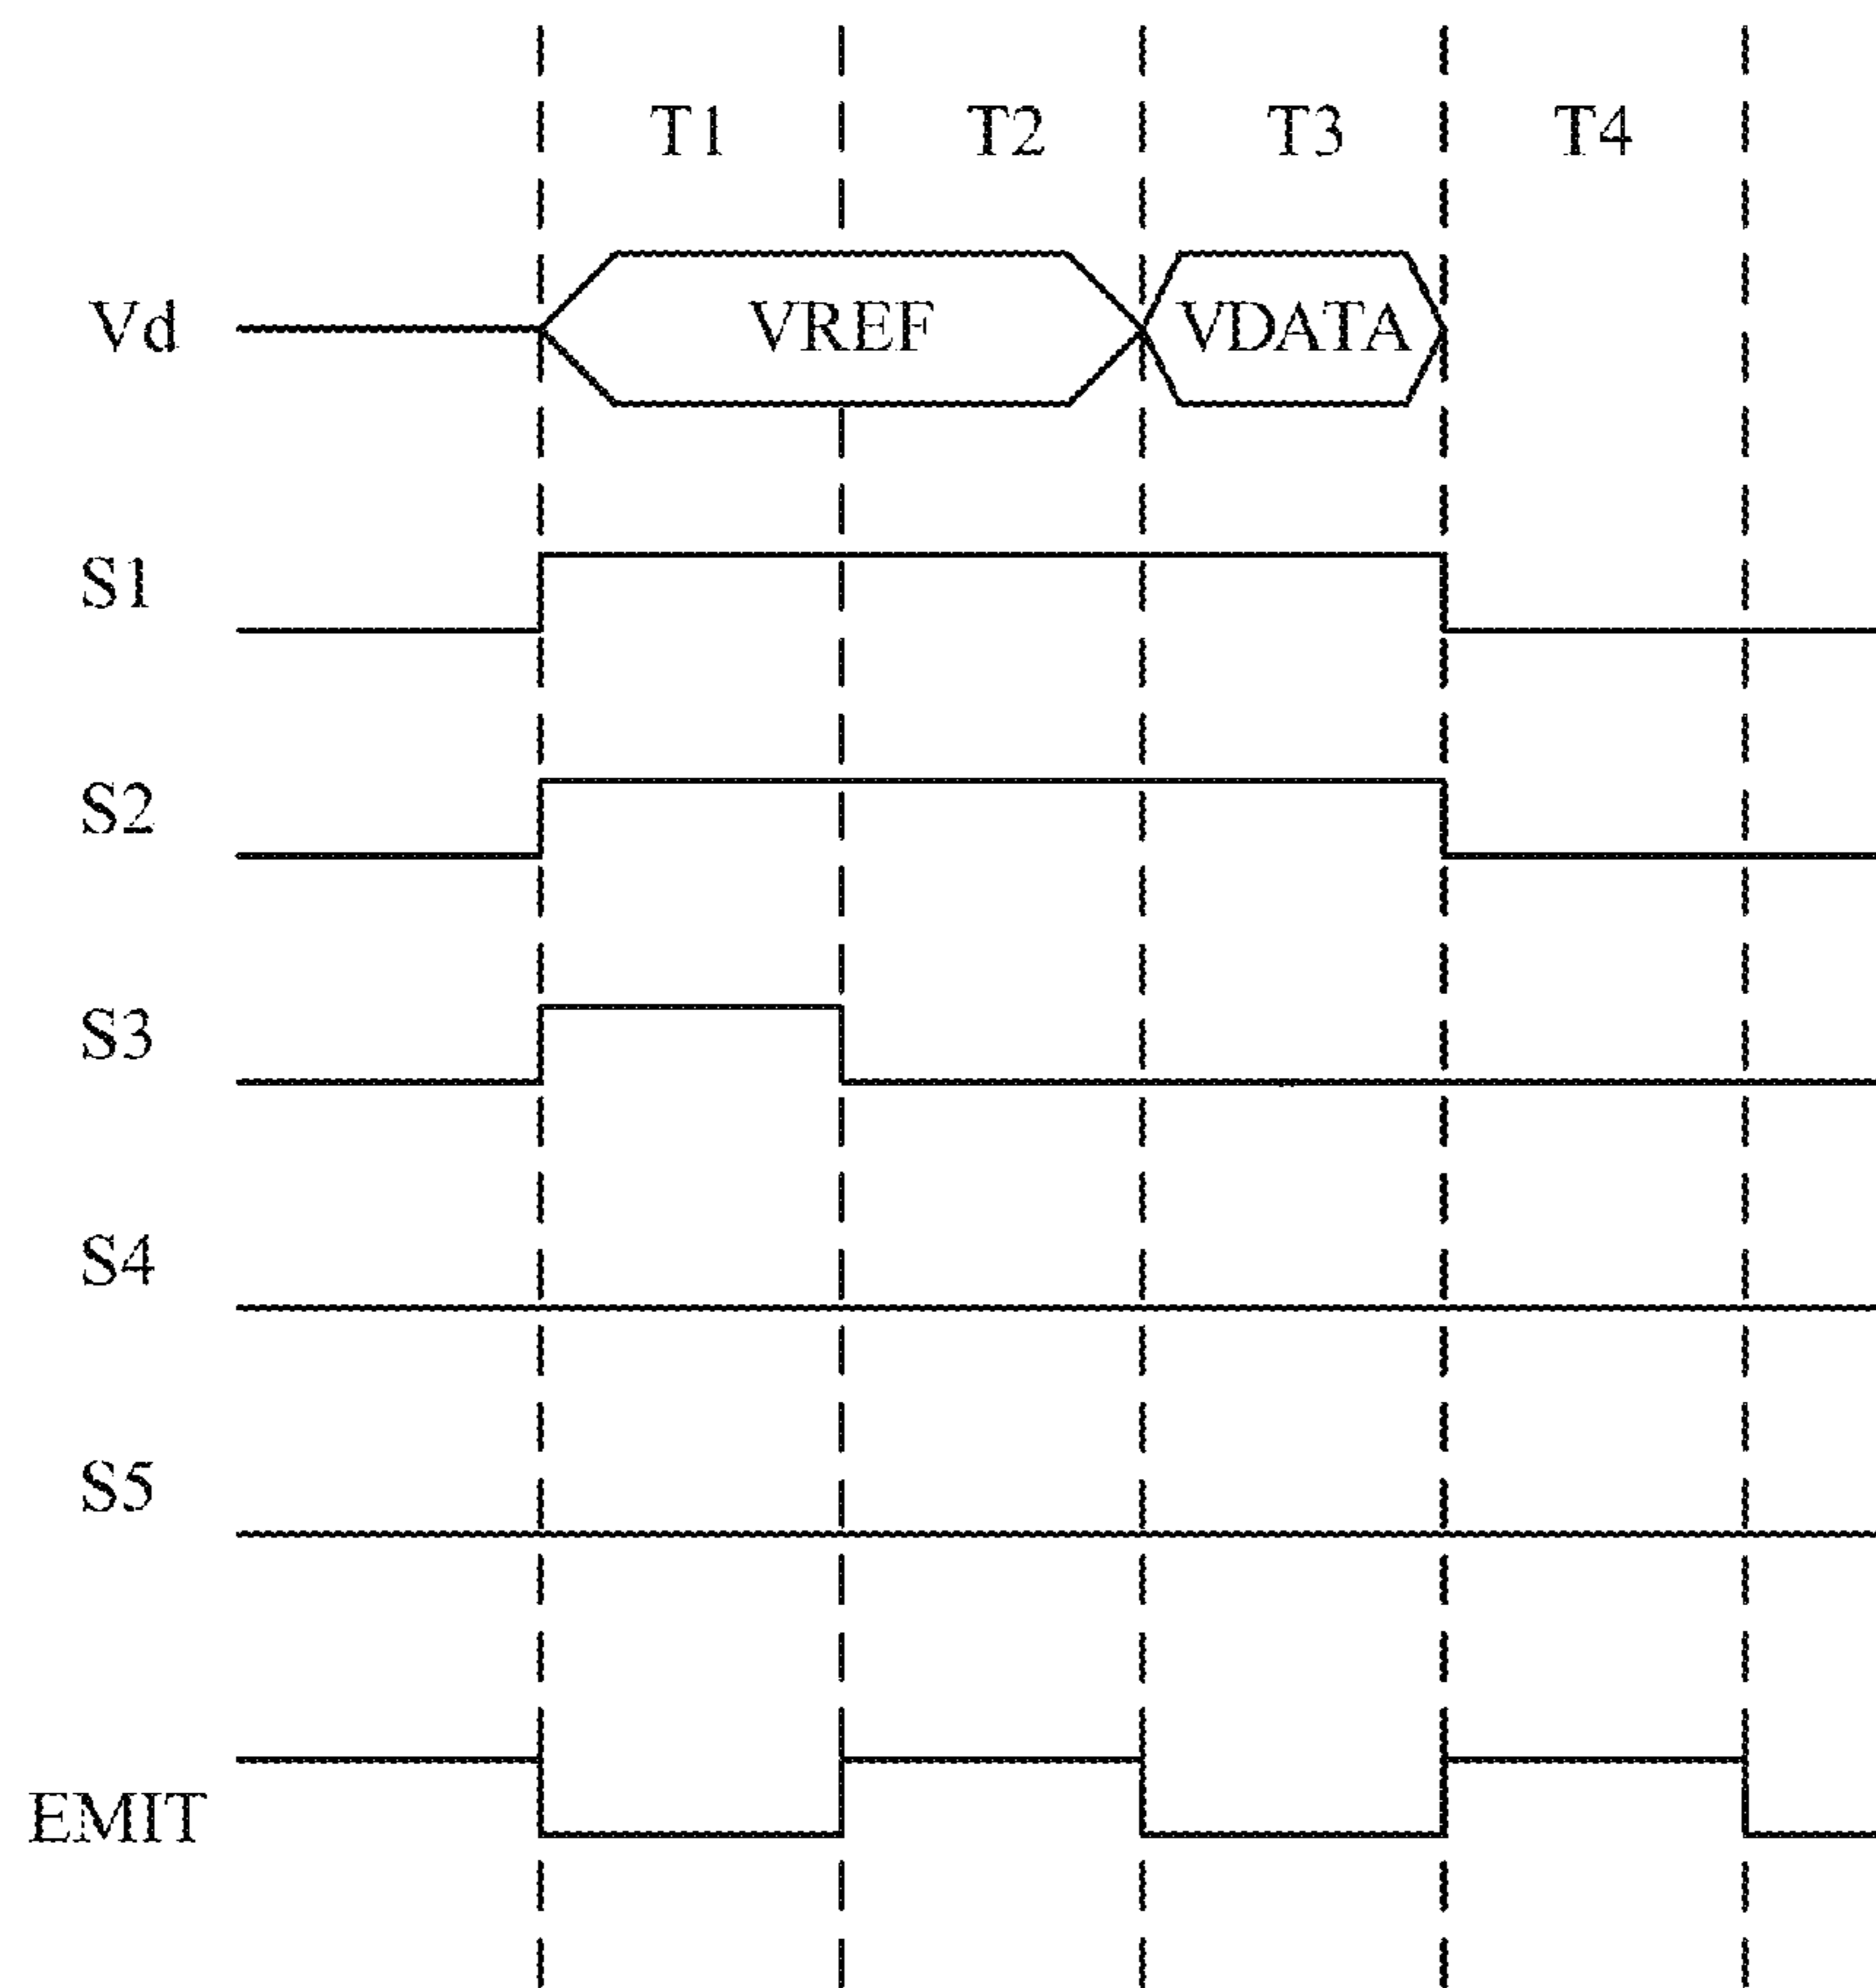 T1 T2 T3 T4
Vd VREF VDATA
S1
S2
S3
S4
S5
EMIT